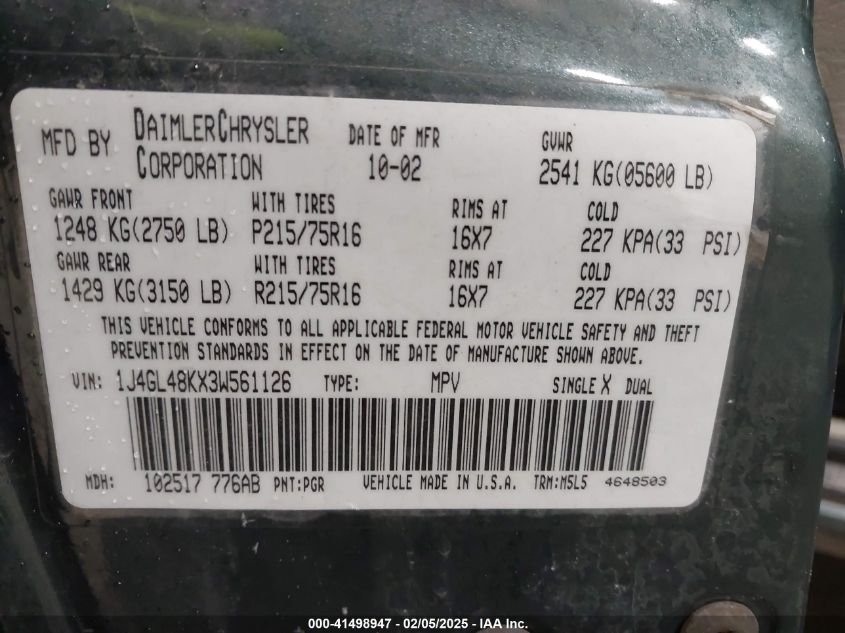 MFD BY DAIMLERCHRYSLER CORPORATION DATE OF MFR 10-02 GVWR 2541 KG(05600 LB)
GAWR FRONT WITH TIRES RIMS AT COLD
1248 KG(2750 LB) P215/75R16 16X7 227 KPA(33 PSI)
GAWR REAR WITH TIRES RIMS AT COLD
1429 KG(3150 LB) R215/75R16 16X7 227 KPA(33 PSI)
THIS VEHICLE CONFORMS TO ALL APPLICABLE FEDERAL MOTOR VEHICLE SAFETY AND THEFT
PREVENTION STANDARDS IN EFFECT ON THE DATE OF MANUFACTURE SHOWN ABOVE.
VIN: 1J4GL48KX3W561126 TYPE: MPV SINGLE X DUAL
MDH: 102517 776AB PNT:PGR VEHICLE MADE IN U.S.A. TRM:M5L5 4648503
000-41498947 - 02/05/2025 - IAA, Inc.